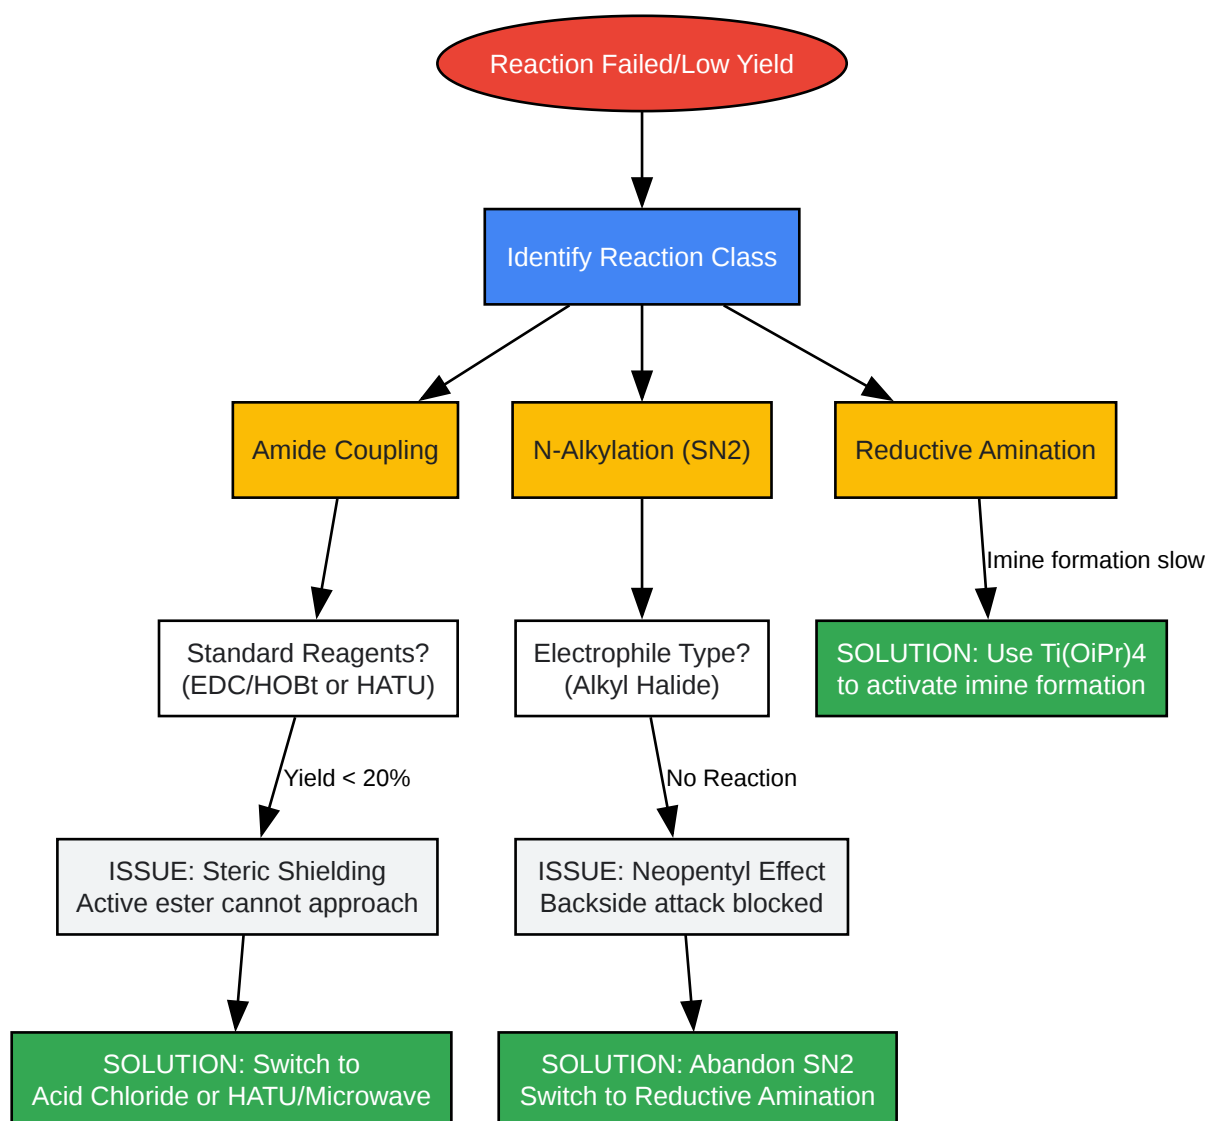 Reaction Failed/Low Yield
Identify Reaction Class
Amide Coupling
N-Alkylation (SN2)
Reductive Amination
Imine formation slow
Standard Reagents?
(EDC/HOBt or HATU)
Electrophile Type?
(Alkyl Halide)
SOLUTION: Use Ti(OiPr)4
to activate imine formation
Yield < 20%
No Reaction
ISSUE: Steric Shielding
Active ester cannot approach
ISSUE: Neopentyl Effect
Backside attack blocked
SOLUTION: Switch to
Acid Chloride or HATU/Microwave
SOLUTION: Abandon SN2
Switch to Reductive Amination